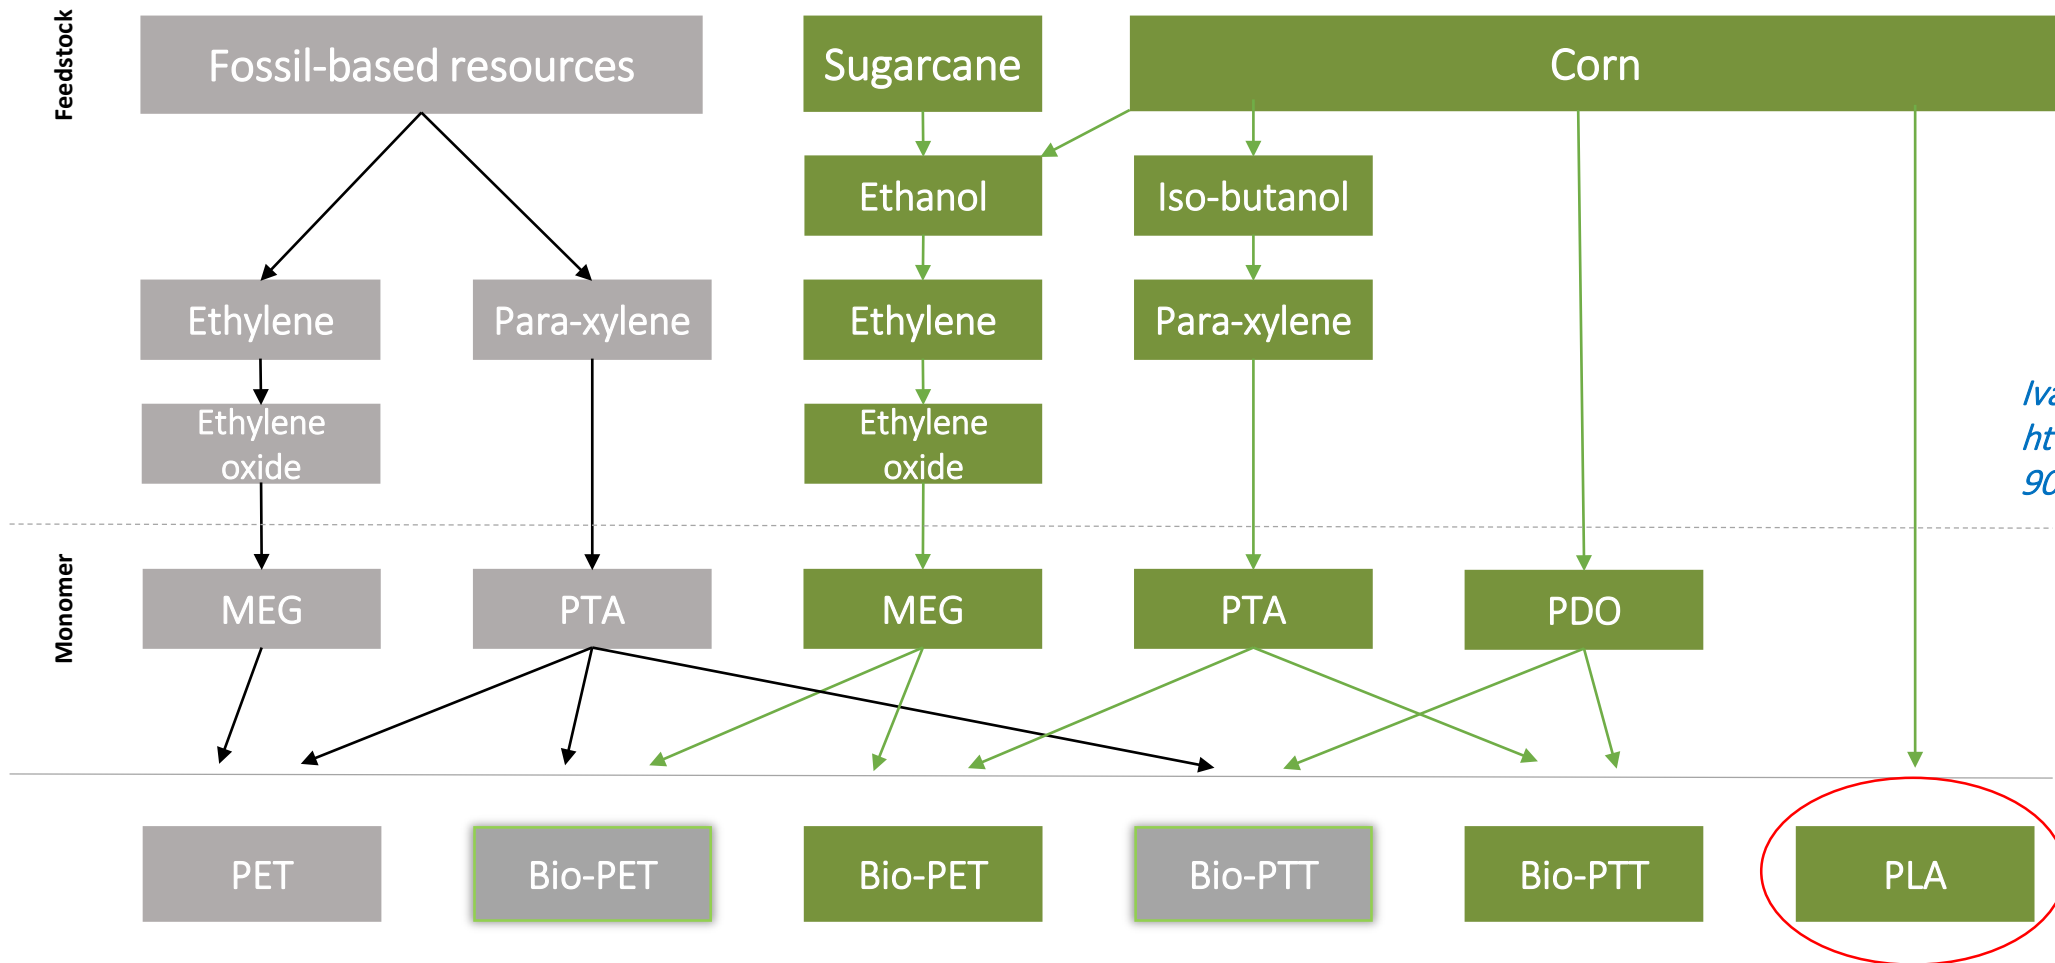 Feedstock
Fossil-based resources
Sugarcane
Corn
Ethanol
Iso-butanol
Ethylene
Para-xylene
Ethylene
Para-xylene
Ethylene
oxide
Ethylene
oxide
Monomer
MEG
PTA
MEG
PTA
PDO
PET
Bio-PET
Bio-PET
Bio-PTT
Bio-PTT
PLA